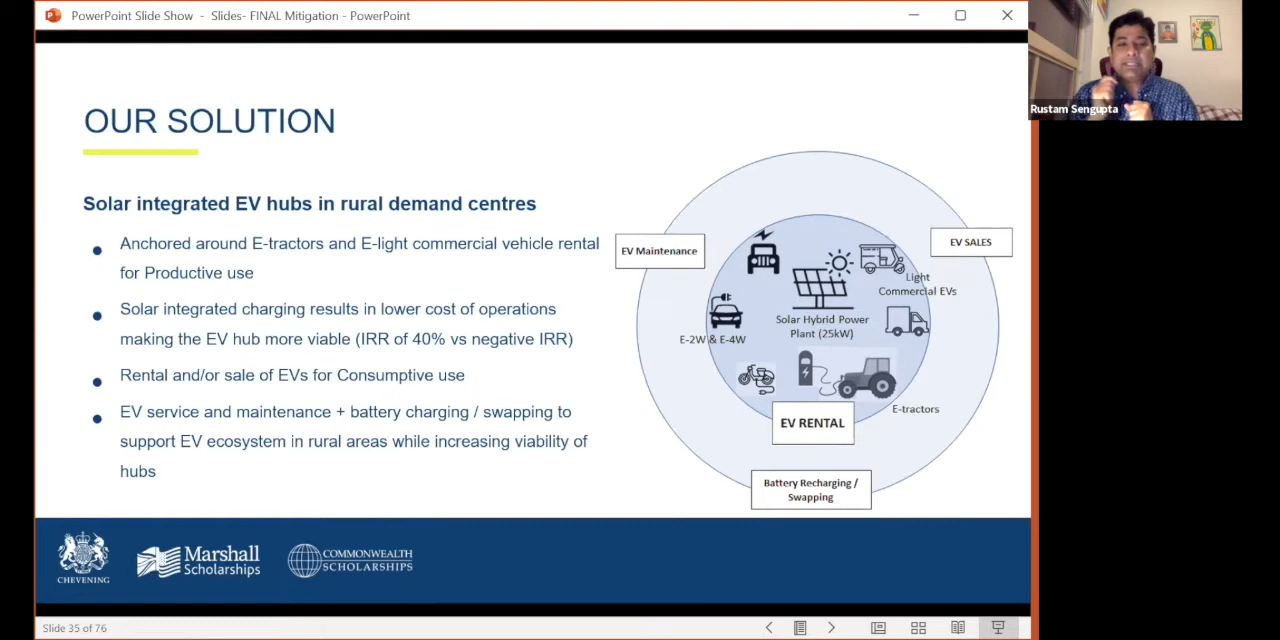 PowerPoint Slide Show - Slides- FINAL Mitigation - PowerPoint
Rustam Sengupta
OUR SOLUTION
Solar integrated EV hubs in rural demand centres
Anchored around E-tractors and E-light commercial vehicle rental
for Productive use
Solar integrated charging results in lower cost of operations
making the EV hub more viable (IRR of 40% vs negative IRR)
Rental and/or sale of EVs for Consumptive use
EV service and maintenance + battery charging / swapping to
support EV ecosystem in rural areas while increasing viability of
hubs
EV Maintenance
EV SALES
Light
Commercial EVs
Solar Hybrid Power
Plant (25kW)
E-2W & E-4W
E-tractors
EV RENTAL
Battery Recharging /
Swapping
CHEVENING
Marshall
Scholarships
COMMONWEALTH
SCHOLARSHIPS
Slide 35 of 76